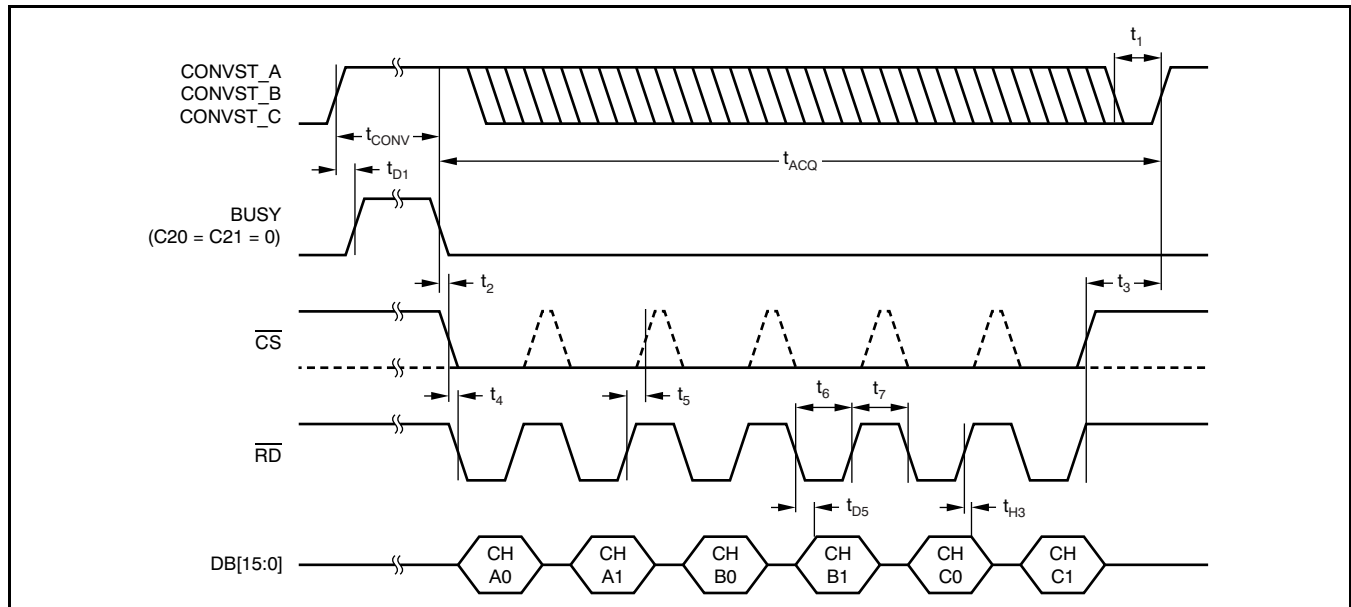 t1
CONVST_A
CONVST_B
CONVST_C
tCONV
tACQ
tD1
BUSY
(C20 = C21 = 0)
t2
t3
CS
t4
t5
t6
t7
RD
tD5
tH3
DB[15:0]
CH
A0
CH
A1
CH
B0
CH
B1
CH
C0
CH
C1